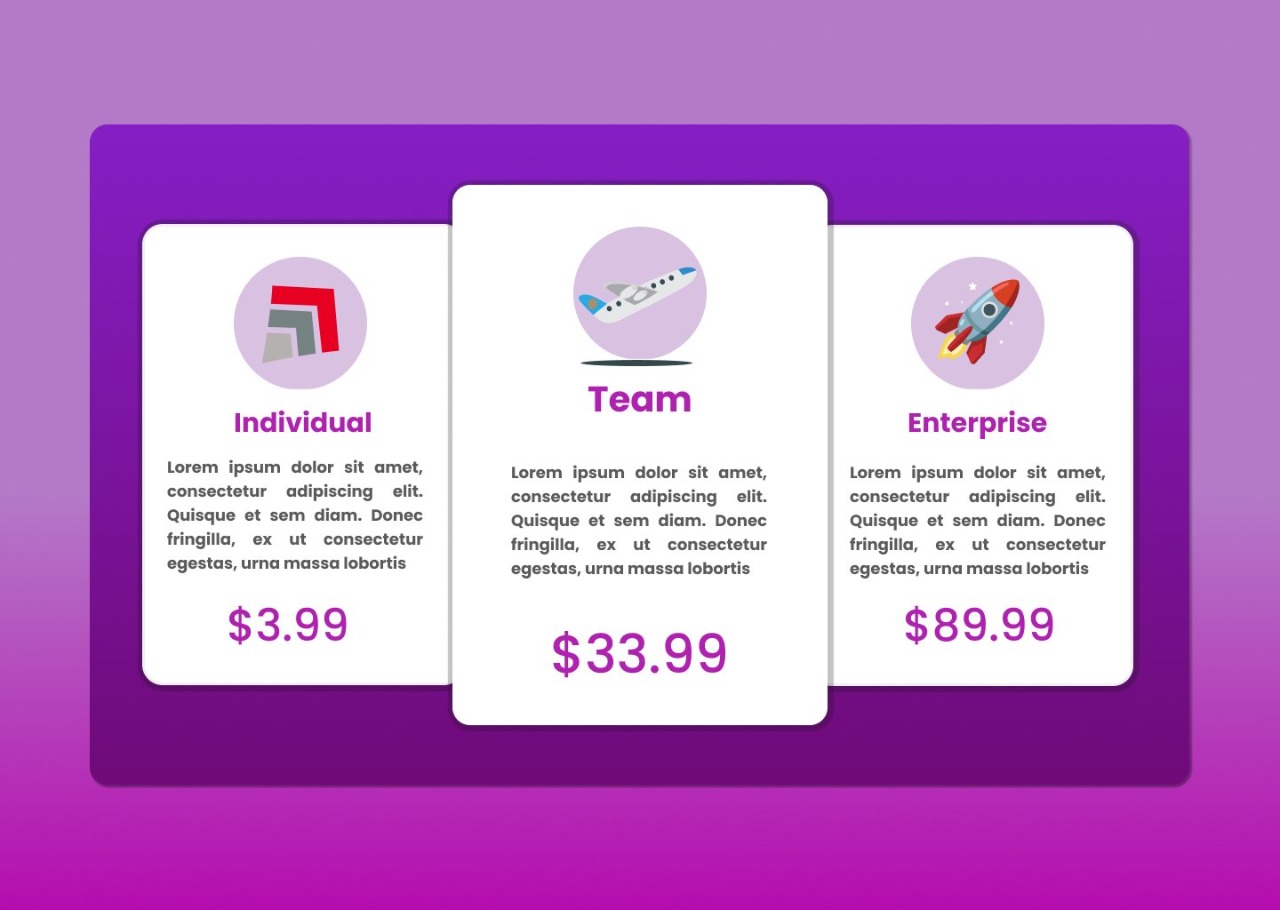 Individual
Lorem ipsum dolor sit amet,
consectetur adipiscing elit.
Quisque et sem diam. Donec
fringilla, ex ut consectetur
egestas, urna massa lobortis
$3.99
Team
Lorem ipsum dolor sit amet,
consectetur adipiscing elit.
Quisque et sem diam. Donec
fringilla, ex ut consectetur
egestas, urna massa lobortis
$33.99
Enterprise
Lorem ipsum dolor sit amet,
consectetur adipiscing elit.
Quisque et sem diam. Donec
fringilla, ex ut consectetur
egestas, urna massa lobortis
$89.99